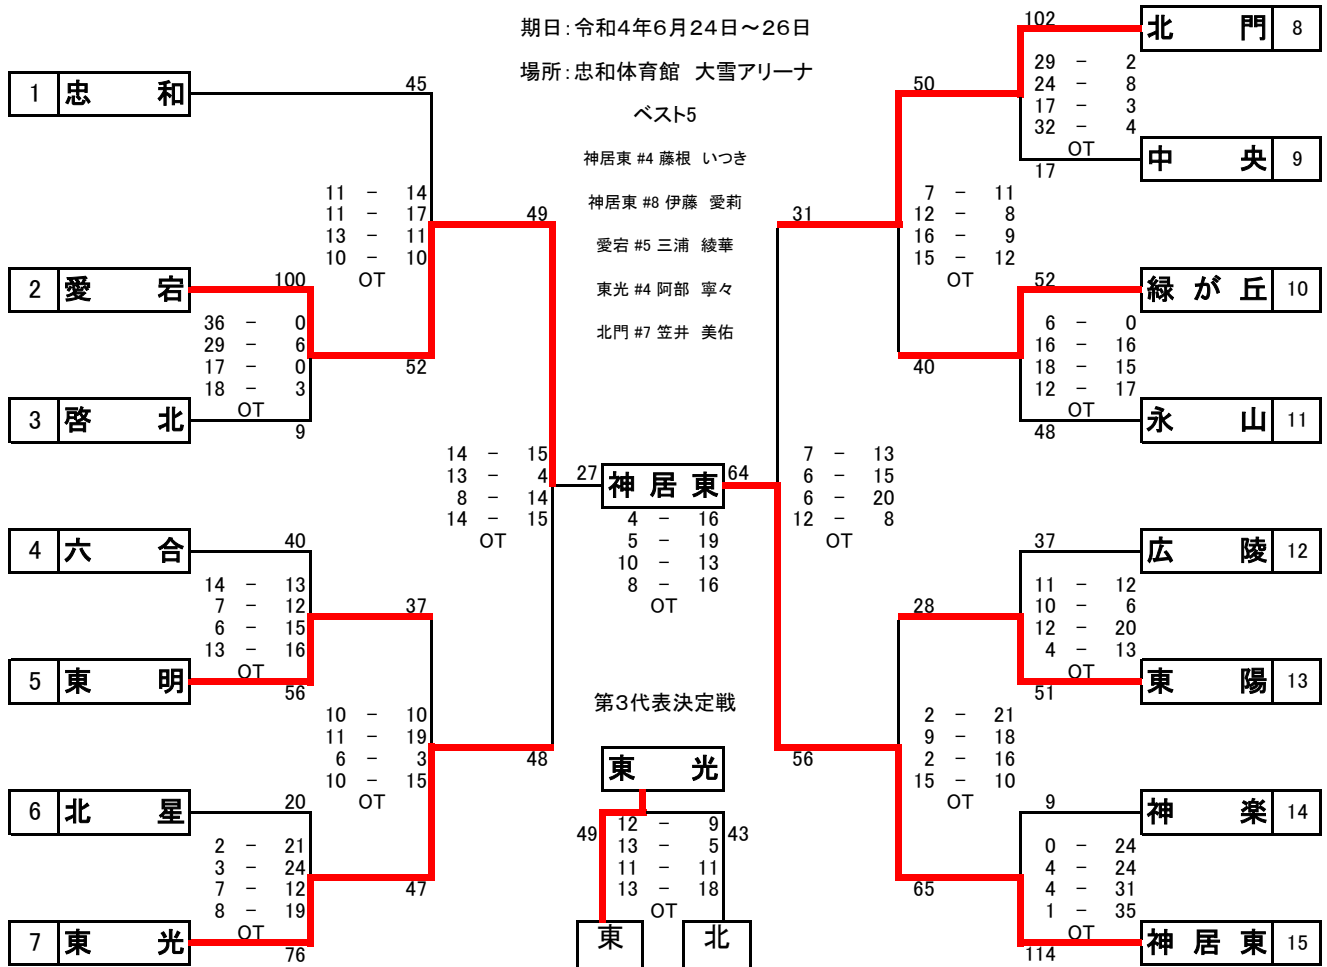 期日:令和4年6月24日～26日
場所:忠和体育館 大雪アリーナ
ベスト5
神居東 #4 藤根 いつき
神居東 #8 伊藤 愛莉
愛宕 #5 三浦 綾華
東光 #4 阿部 寧々
北門 #7 笠井 美佑
1 忠和
45
11 - 14
11 - 17
13 - 11
10 - 10
OT
49
2 愛宕
100
36 - 0
29 - 6
17 - 0
18 - 3
OT
52
3 啓北
9
14 - 15
13 - 4
8 - 14
14 - 15
OT
4 六合
40
14 - 13
7 - 12
6 - 15
13 - 16
OT
37
5 東明
56
10 - 10
11 - 19
6 - 3
10 - 15
OT
48
6 北星
20
2 - 21
3 - 24
7 - 12
8 - 19
OT
47
7 東光
76
27
神居東
64
4 - 16
5 - 19
10 - 13
8 - 16
OT
第3代表決定戦
東光
49
12 - 9
13 - 5
11 - 11
13 - 18
OT
43
東
北
102
北門 8
29 - 2
24 - 8
17 - 3
32 - 4
OT
50
17
中央 9
31
7 - 11
12 - 8
16 - 9
15 - 12
OT
52
緑が丘 10
6 - 0
16 - 16
18 - 15
12 - 17
OT
40
48
永山 11
7 - 13
6 - 15
6 - 20
12 - 8
OT
37
広陵 12
11 - 12
10 - 6
12 - 20
4 - 13
OT
28
51
東陽 13
56
2 - 21
9 - 18
2 - 16
15 - 10
OT
9
神楽 14
0 - 24
4 - 24
4 - 31
1 - 35
OT
65
114
神居東 15